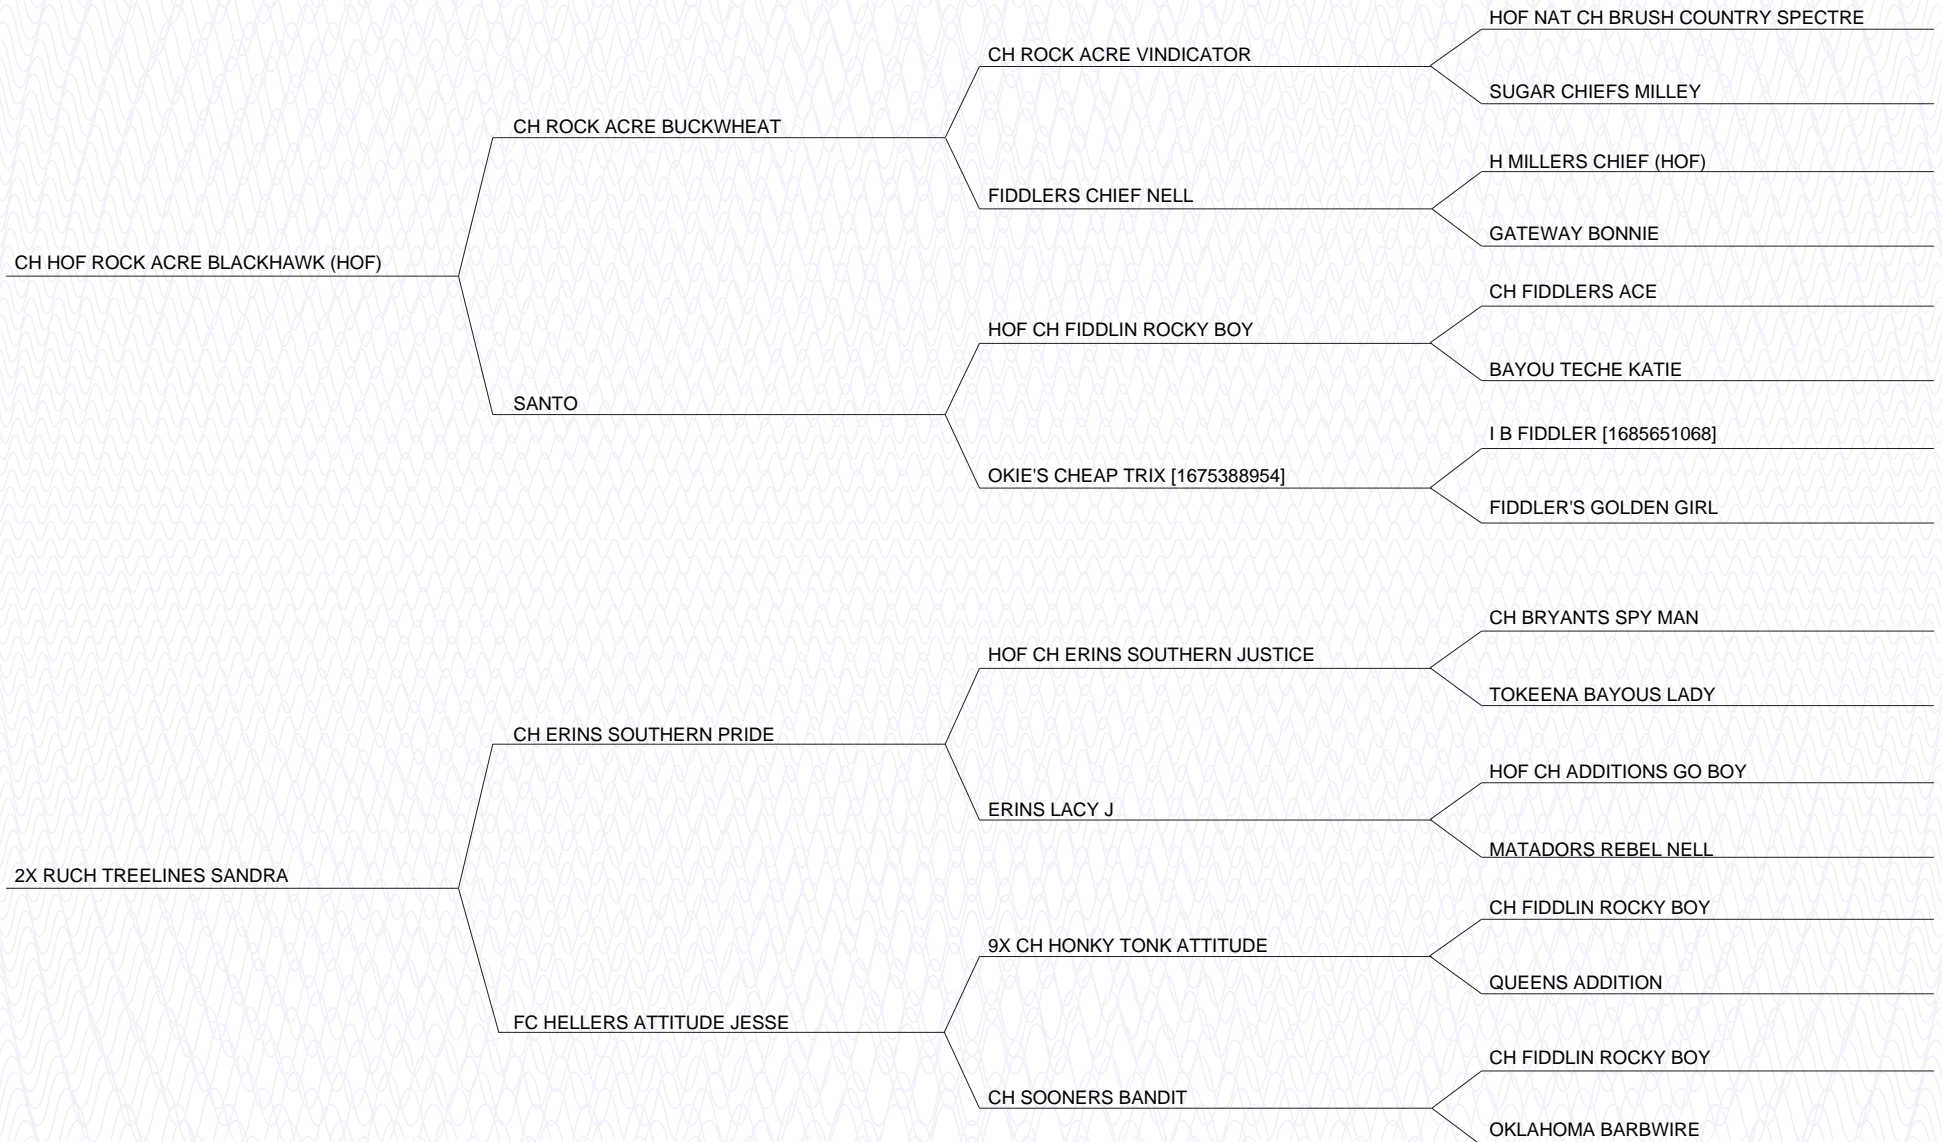 HOF NAT CH BRUSH COUNTRY SPECTRE
CH ROCK ACRE VINDICATOR
SUGAR CHIEFS MILLEY
CH ROCK ACRE BUCKWHEAT
H MILLERS CHIEF (HOF)
FIDDLERS CHIEF NELL
GATEWAY BONNIE
CH HOF ROCK ACRE BLACKHAWK (HOF)
CH FIDDLERS ACE
HOF CH FIDDLIN ROCKY BOY
BAYOU TECHE KATIE
SANTO
I B FIDDLER [1685651068]
OKIE'S CHEAP TRIX [1675388954]
FIDDLER'S GOLDEN GIRL
CH BRYANTS SPY MAN
HOF CH ERINS SOUTHERN JUSTICE
TOKEENA BAYOUS LADY
CH ERINS SOUTHERN PRIDE
HOF CH ADDITIONS GO BOY
ERINS LACY J
MATADORS REBEL NELL
2X RUCH TREELINES SANDRA
CH FIDDLIN ROCKY BOY
9X CH HONKY TONK ATTITUDE
QUEENS ADDITION
FC HELLERS ATTITUDE JESSE
CH FIDDLIN ROCKY BOY
CH SOONERS BANDIT
OKLAHOMA BARBWIRE